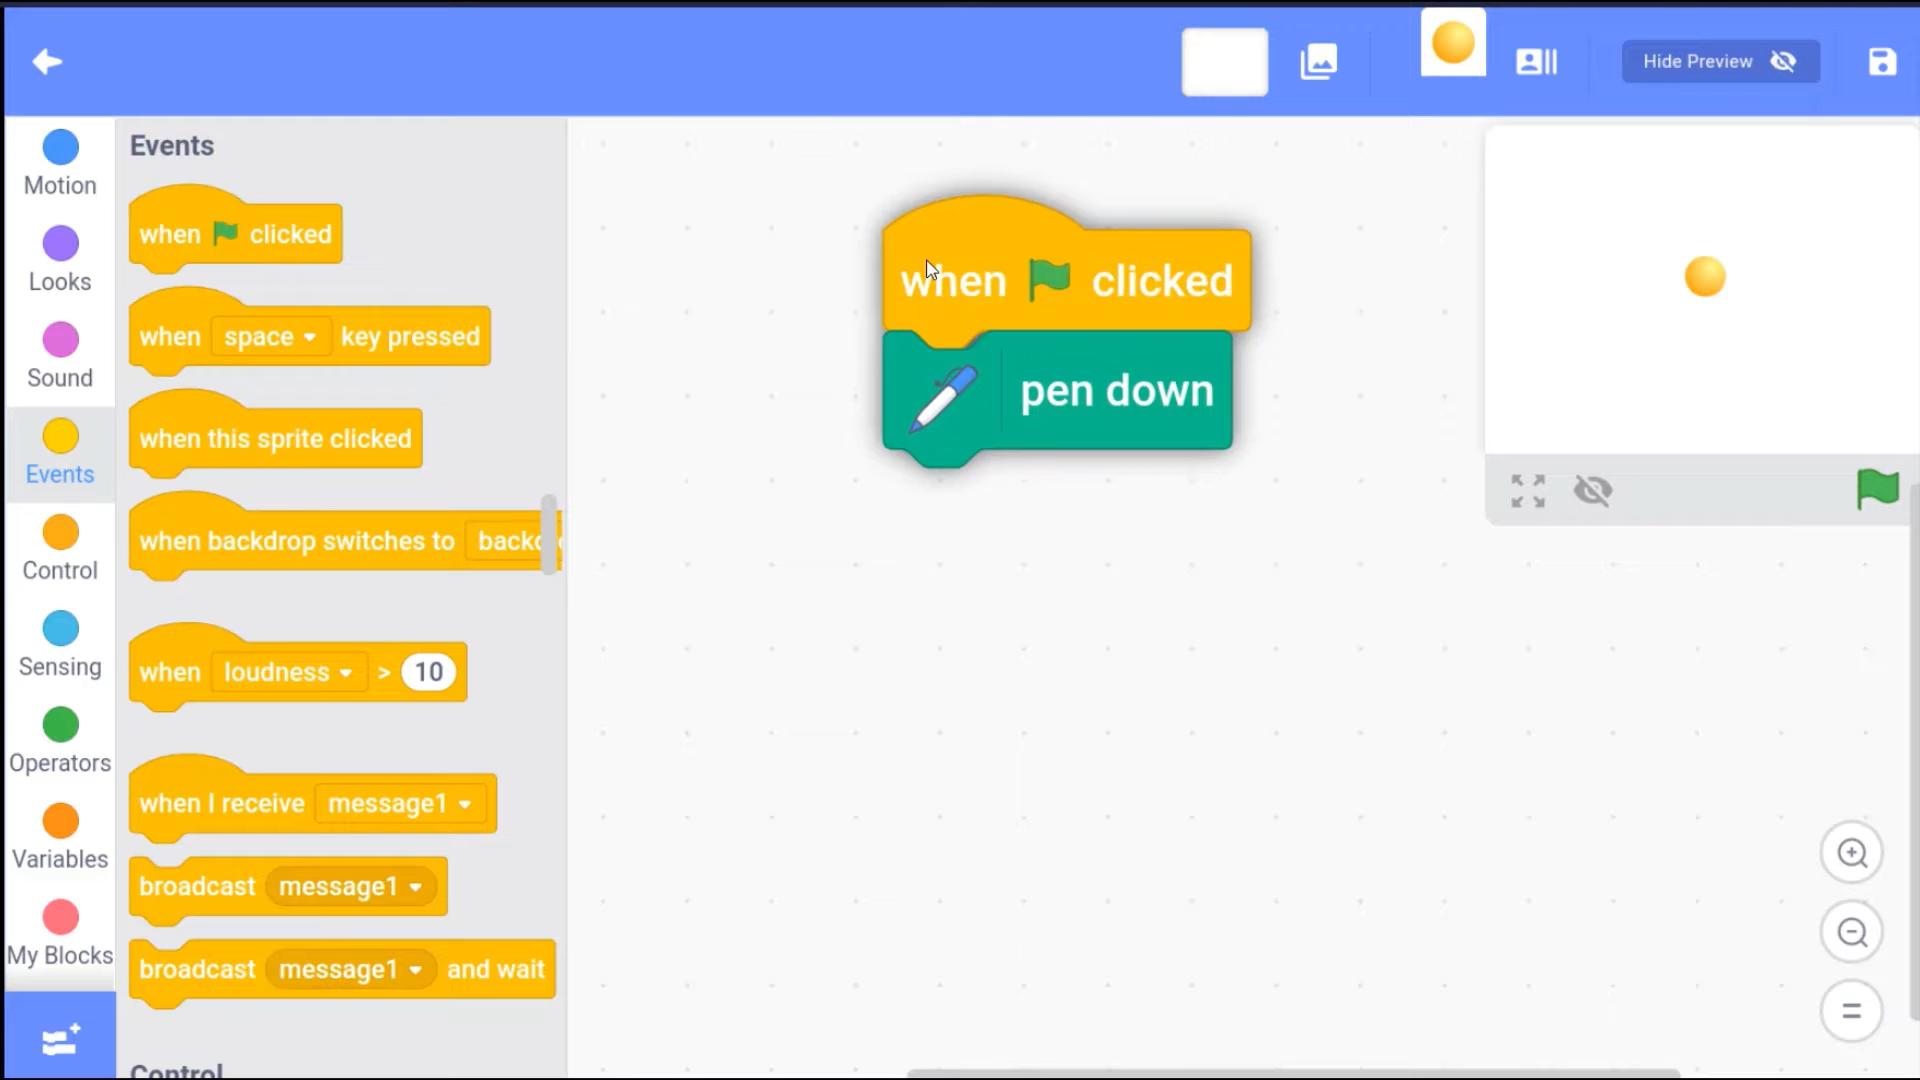 Hide Preview
Motion
Looks
Sound
Events
Control
Sensing
Operators
Variables
My Blocks
Events
when clicked
when space key pressed
when this sprite clicked
when backdrop switches to
when loudness > 10
when I receive message1
broadcast message1
broadcast message1 and wait
Control
when clicked
pen down